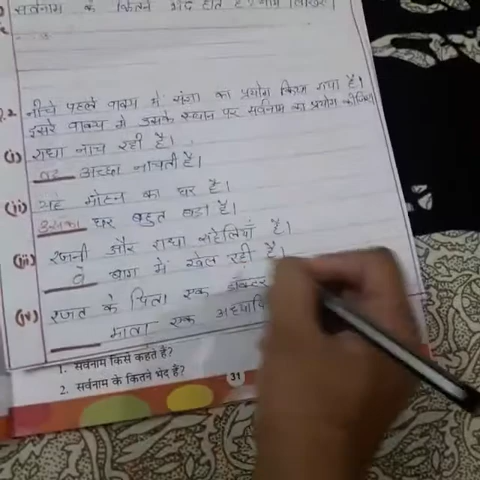 सर्वनाम के कितने भेद होते हैं? नाम लिखिए।
.2 नीचे पहले वाक्य में संज्ञा का प्रयोग किया गया है।
दूसरे वाक्य में उसके स्थान पर सर्वनाम का प्रयोग कीजिए
(i) राधा नाच रही है।
वह अच्छा नाचती है।
(ii) यह मोहन का घर है।
उसका घर बहुत बड़ा है।
(iii) रजनी और राधा सहेलियाँ हैं।
वे बाग में खेल रही हैं।
(iv) रजत के पिता एक डॉक्टर
माता एक
1. सर्वनाम किसे कहते हैं?
2. सर्वनाम के कितने भेद हैं?
31